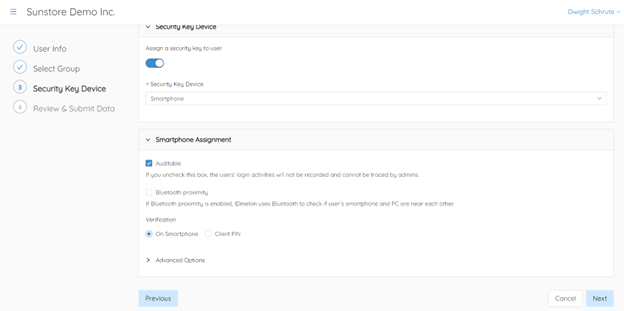 Sunstore Demo Inc.
Dwight Schrute
User Info
Select Group
3 Security Key Device
4 Review & Submit Data
Security Key Device
Assign a security key to user
* Security Key Device
Smartphone
Smartphone Assignment
Auditable
If you uncheck this box, the users' login activities will not be recorded and cannot be traced by admins.
Bluetooth proximity
If Bluetooth proximity is enabled, IDmelon uses Bluetooth to check if user's smartphone and PC are near each other.
Verification
On Smartphone Client PIN
Advanced Options
Previous
Cancel Next